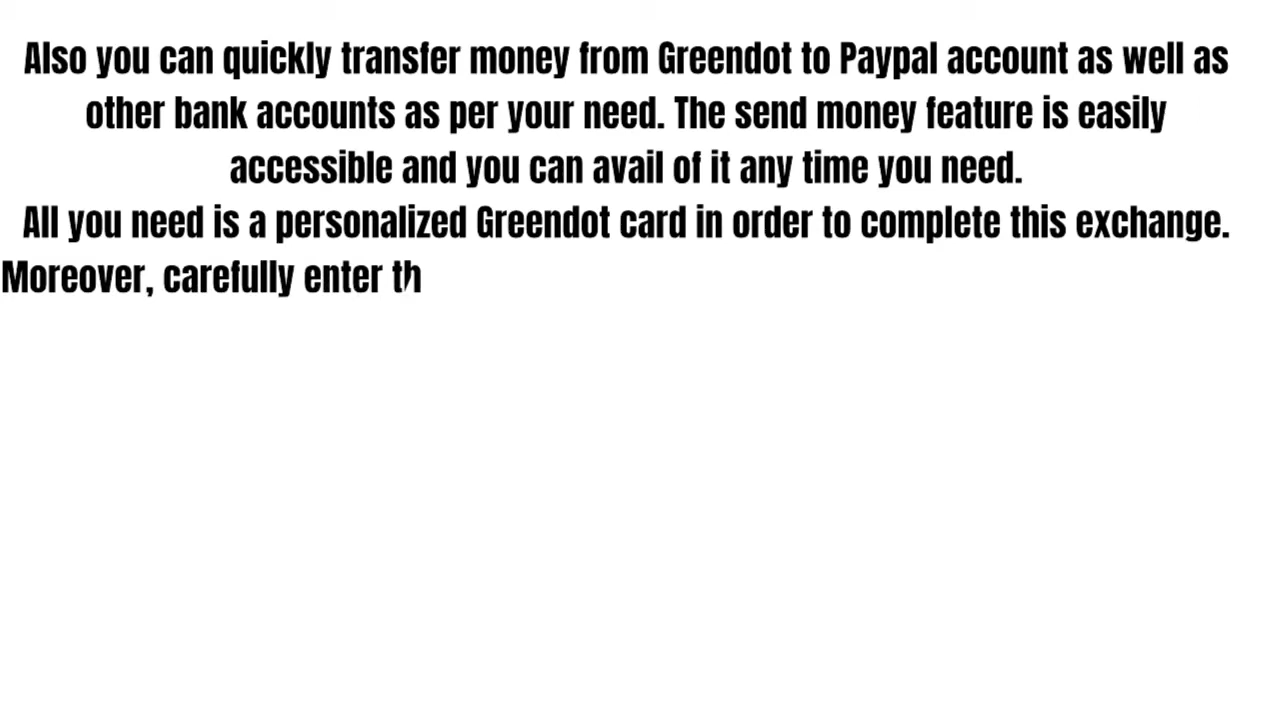 Also you can quickly transfer money from Greendot to Paypal account as well as
other bank accounts as per your need. The send money feature is easily
accessible and you can avail of it any time you need.
All you need is a personalized Greendot card in order to complete this exchange.
Moreover, carefully enter th